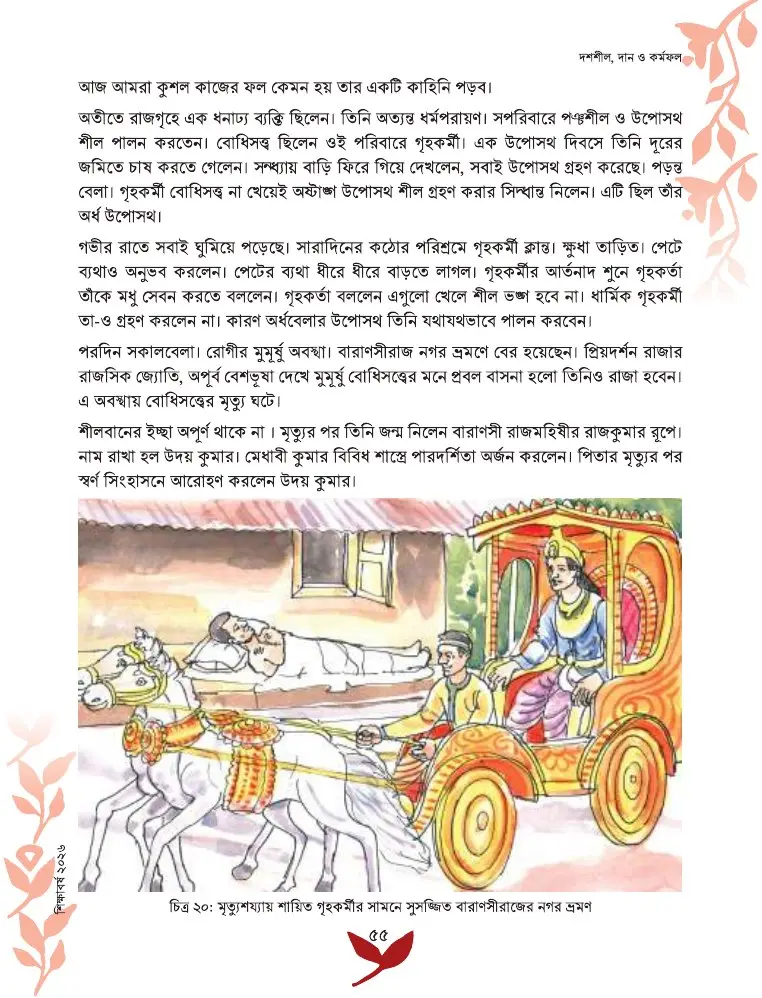 দশশীল, দান ও কর্মফল
আজ আমরা কুশল কাজের ফল কেমন হয় তার একটি কাহিনি পড়ব।
অতীতে রাজগৃহে এক ধনাঢ্য ব্যক্তি ছিলেন। তিনি অত্যন্ত ধর্মপরায়ণ। সপরিবারে পঞ্চশীল ও উপোসথ
শীল পালন করতেন। বোধিসত্ত্ব ছিলেন ওই পরিবারে গৃহকর্মী। এক উপোসথ দিবসে তিনি দূরের
জমিতে চাষ করতে গেলেন। সন্ধ্যায় বাড়ি ফিরে গিয়ে দেখলেন, সবাই উপোসথ গ্রহণ করেছে। পড়ন্ত
বেলা। গৃহকর্মী বোধিসত্ত্ব না খেয়েই অষ্টাঙ্গ উপোসথ শীল গ্রহণ করার সিদ্ধান্ত নিলেন। এটি ছিল তাঁর
অর্ধ উপোসথ।
গভীর রাতে সবাই ঘুমিয়ে পড়েছে। সারাদিনের কঠোর পরিশ্রমে গৃহকর্মী ক্লান্ত। ক্ষুধা তাড়িত। পেটে
ব্যথাও অনুভব করলেন। পেটের ব্যথা ধীরে ধীরে বাড়তে লাগল। গৃহকর্মীর আর্তনাদ শুনে গৃহকর্তা
তাঁকে মধু সেবন করতে বললেন। গৃহকর্তা বললেন এগুলো খেলে শীল ভঙ্গ হবে না। ধার্মিক গৃহকর্মী
তা-ও গ্রহণ করলেন না। কারণ অর্ধবেলার উপোসথ তিনি যথাযথভাবে পালন করবেন।
পরদিন সকালবেলা। রোগীর মুমূর্ষু অবস্থা। বারাণসীরাজ নগর ভ্রমণে বের হয়েছেন। প্রিয়দর্শন রাজার
রাজসিক জ্যোতি, অপূর্ব বেশভূষা দেখে মুমূর্ষু বোধিসত্ত্বের মনে প্রবল বাসনা হলো তিনিও রাজা হবেন।
এ অবস্থায় বোধিসত্ত্বের মৃত্যু ঘটে।
শীলবানের ইচ্ছা অপূর্ণ থাকে না । মৃত্যুর পর তিনি জন্ম নিলেন বারাণসী রাজমহিষীর রাজকুমার রূপে।
নাম রাখা হল উদয় কুমার। মেধাবী কুমার বিবিধ শাস্ত্রে পারদর্শিতা অর্জন করলেন। পিতার মৃত্যুর পর
স্বর্ণ সিংহাসনে আরোহণ করলেন উদয় কুমার।
চিত্র ২০: মৃত্যুশয্যায় শায়িত গৃহকর্মীর সামনে সুসজ্জিত বারাণসীরাজের নগর ভ্রমণ
শিক্ষাবর্ষ ২০২৬
৫৫